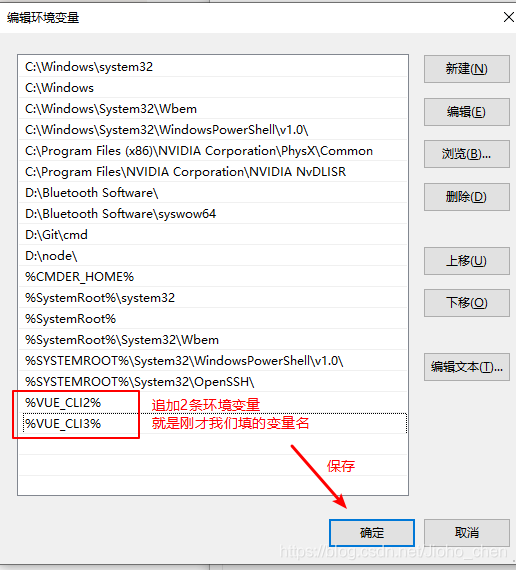 编辑环境变量
C:\Windows\system32
C:\Windows
C:\Windows\System32\Wbem
C:\Windows\System32\WindowsPowerShell\v1.0\
C:\Program Files (x86)\NVIDIA Corporation\PhysX\Common
C:\Program Files\NVIDIA Corporation\NVIDIA NvDLISR
D:\Bluetooth Software\
D:\Bluetooth Software\syswow64
D:\Git\cmd
D:\node\
%CMDER_HOME%
%SystemRoot%\system32
%SystemRoot%
%SystemRoot%\System32\Wbem
%SYSTEMROOT%\System32\WindowsPowerShell\v1.0\
%SYSTEMROOT%\System32\OpenSSH\
%VUE_CLI2% 追加2条环境变量
%VUE_CLI3% 就是刚才我们填的变量名
保存
新建(N)
编辑(E)
浏览(B)...
删除(D)
上移(U)
下移(O)
编辑文本(T)...
确定 取消
https://blog.csdn.net/Jioho_chen